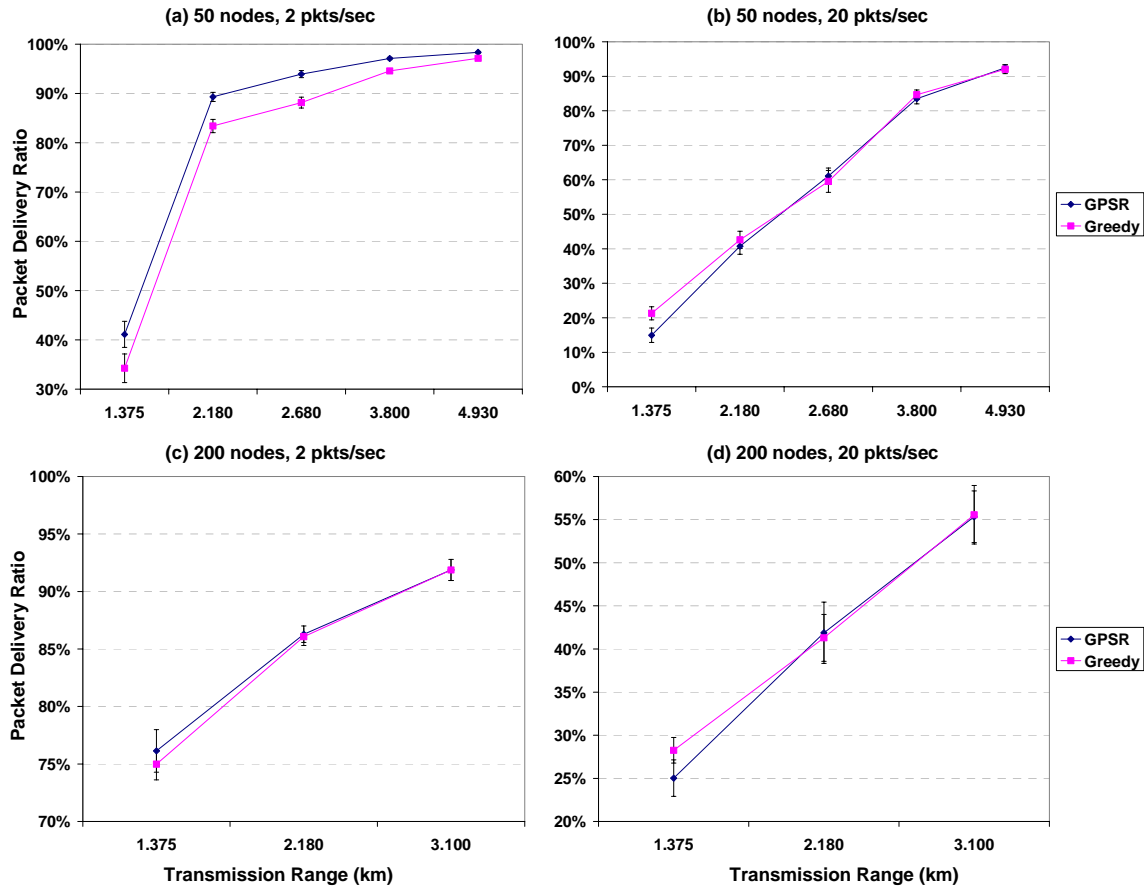 (a) 50 nodes, 2 pkts/sec
100%
90%
80%
70%
60%
50%
40%
30%
Packet Delivery Ratio
1.375 2.180 2.680 3.800 4.930
(b) 50 nodes, 20 pkts/sec
100%
90%
80%
70%
60%
50%
40%
30%
20%
10%
0%
1.375 2.180 2.680 3.800 4.930
GPSR
Greedy
(c) 200 nodes, 2 pkts/sec
100%
95%
90%
85%
80%
75%
70%
Packet Delivery Ratio
1.375 2.180 3.100
Transmission Range (km)
(d) 200 nodes, 20 pkts/sec
60%
55%
50%
45%
40%
35%
30%
25%
20%
1.375 2.180 3.100
Transmission Range (km)
GPSR
Greedy